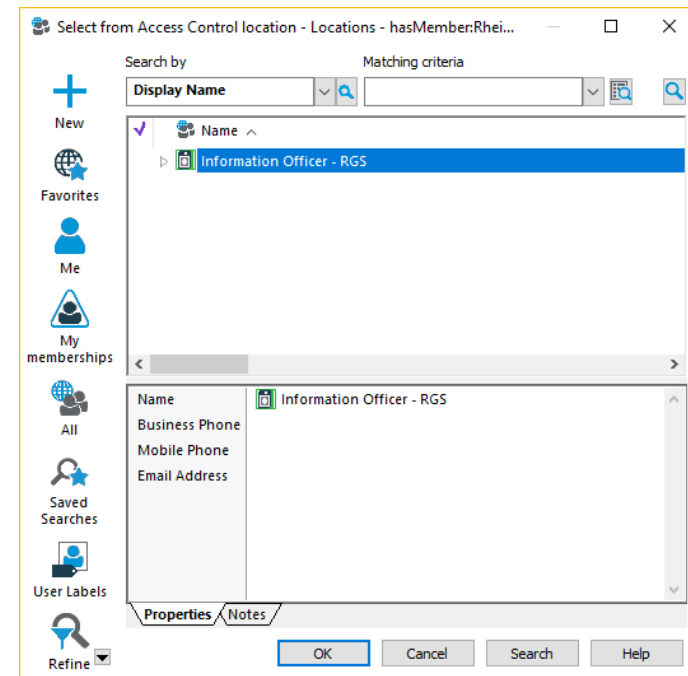 Select from Access Control location - Locations - hasMember:Rhei...
Search by
Matching criteria
Display Name
New
Name
Information Officer - RGS
Favorites
Me
My
memberships
All
Name
Information Officer - RGS
Business Phone
Mobile Phone
Email Address
Saved
Searches
User Labels
Properties
Notes
Refine
OK
Cancel
Search
Help